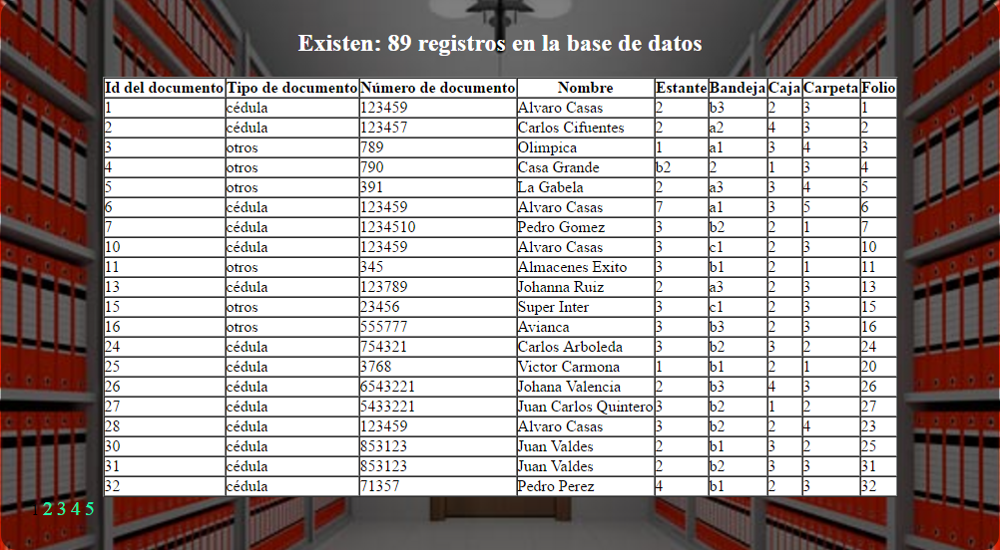 Existen: 89 registros en la base de datos
Id del documento Tipo de documento Número de documento Nombre Estante Bandeja Caja Carpeta Folio
1 cédula 123459 Alvaro Casas 2 b3 2 3 1
2 cédula 123457 Carlos Cifuentes 2 a2 4 3 2
3 otros 789 Olimpica 1 a1 3 4 3
4 otros 790 Casa Grande b2 2 1 3 4
5 otros 391 La Gabela 2 a3 3 4 5
6 cédula 123459 Alvaro Casas 7 a1 3 5 6
7 cédula 1234510 Pedro Gomez 3 b2 2 1 7
10 cédula 123459 Alvaro Casas 3 c1 2 3 10
11 otros 345 Almacenes Exito 3 b1 2 1 11
13 cédula 123789 Johanna Ruiz 2 a3 2 3 13
15 otros 23456 Super Inter 3 c1 2 3 15
16 otros 555777 Avianca 3 b3 2 3 16
24 cédula 754321 Carlos Arboleda 3 b2 3 2 24
25 cédula 3768 Victor Carmona 1 b1 2 1 20
26 cédula 6543221 Johana Valencia 2 b3 4 3 26
27 cédula 5433221 Juan Carlos Quintero 3 b2 1 2 27
28 cédula 123459 Alvaro Casas 3 b2 2 4 23
30 cédula 853123 Juan Valdes 2 b1 3 2 25
31 cédula 853123 Juan Valdes 2 b2 3 3 31
32 cédula 71357 Pedro Perez 4 b1 2 3 32
1 2 3 4 5